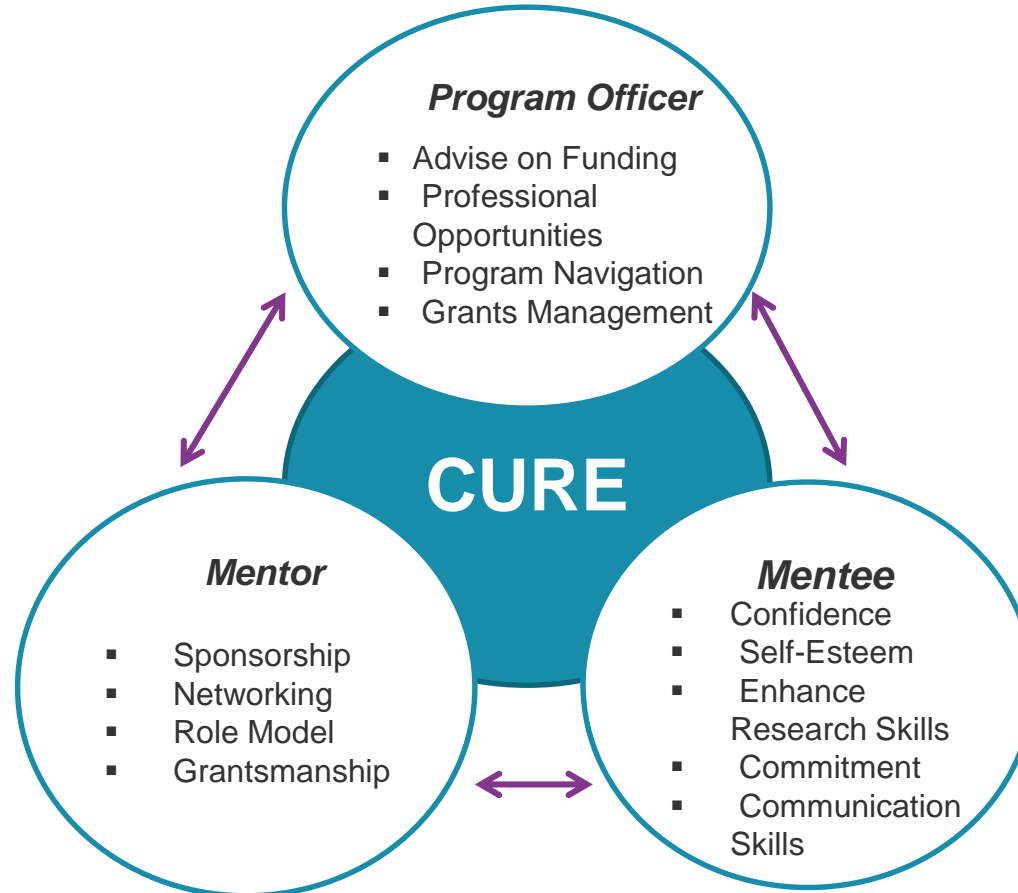 Program Officer
▪ Advise on Funding
▪ Professional
Opportunities
▪ Program Navigation
▪ Grants Management
CURE
Mentor
▪ Sponsorship
▪ Networking
▪ Role Model
▪ Grantsmanship
Mentee
▪ Confidence
▪ Self-Esteem
▪ Enhance
Research Skills
▪ Commitment
▪ Communication
Skills